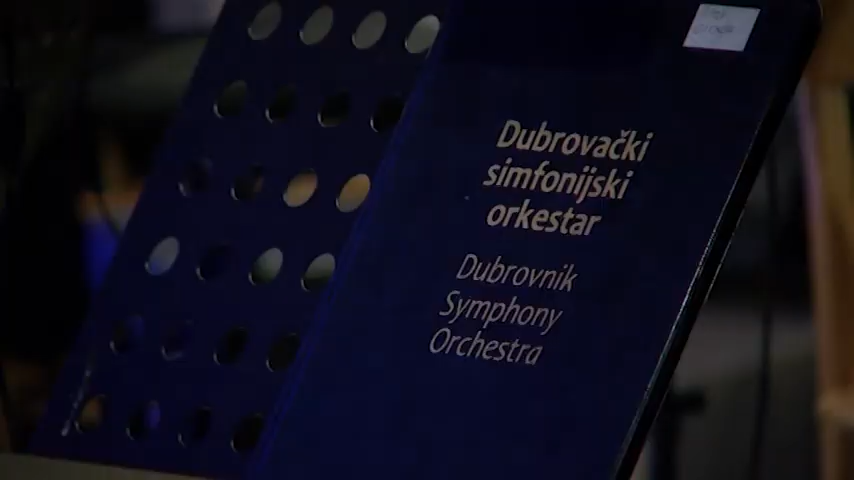 Dubrovački
simfonijski
orkestar
Dubrovnik
Symphony
Orchestra